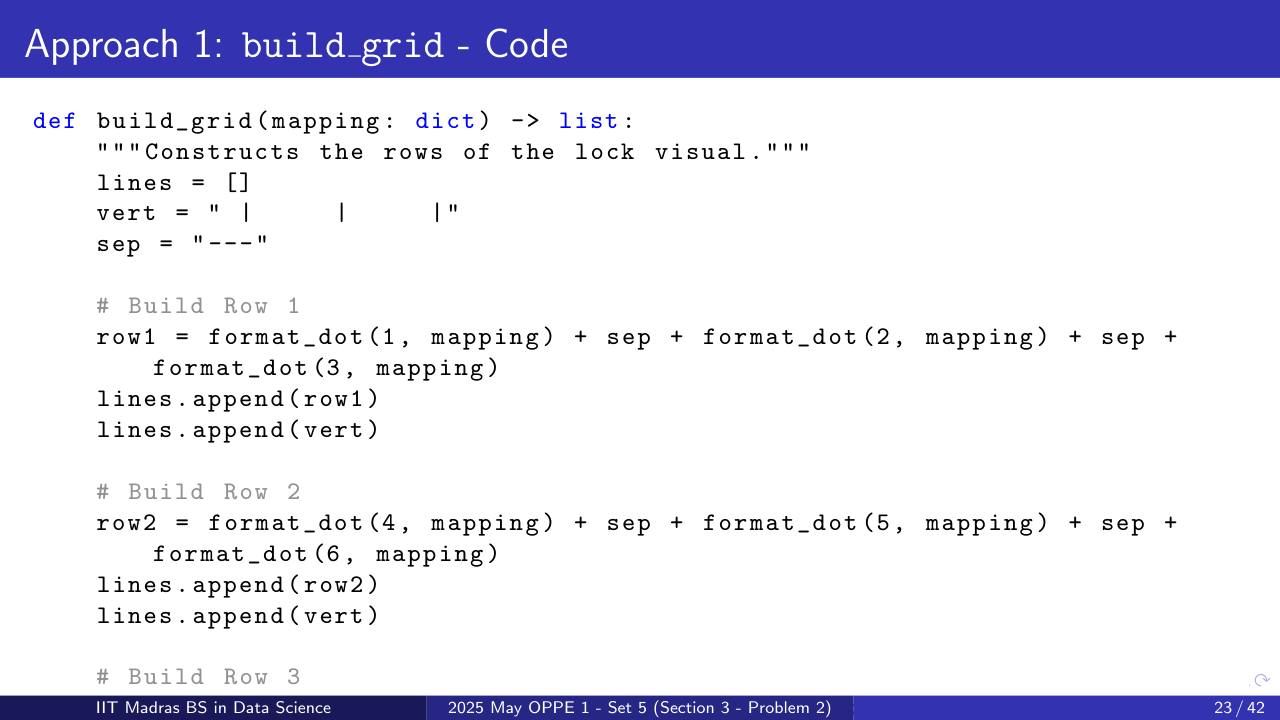 Approach 1: build_grid - Code
def build_grid(mapping: dict) -> list:
    """Constructs the rows of the lock visual."""
    lines = []
    vert = " |     |     |"
    sep = "---"
    # Build Row 1
    row1 = format_dot(1, mapping) + sep + format_dot(2, mapping) + sep +
        format_dot(3, mapping)
    lines.append(row1)
    lines.append(vert)
    # Build Row 2
    row2 = format_dot(4, mapping) + sep + format_dot(5, mapping) + sep +
        format_dot(6, mapping)
    lines.append(row2)
    lines.append(vert)
    # Build Row 3
IIT Madras BS in Data Science 2025 May OPPE 1 - Set 5 (Section 3 - Problem 2) 23 / 42